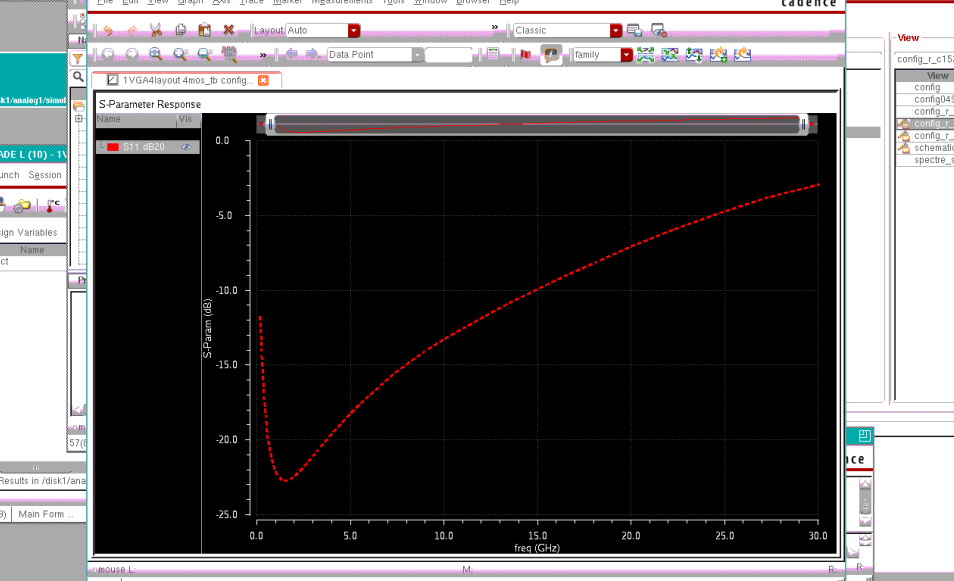 File Edit View Graph Axis Trace Marker Measurements Tools Window Browser Help
cadence
Layout Auto
»
Classic
View
»
Data Point
family
config_r_c15
1VGA4layout 4mos_tb config...
View
config
config04
config_r_
config_r_
config_r_
schematic
spectre_s
S-Parameter Response
Name Vis
S11 dB20
sk1/analog1/simul
ADE L (10) - 1V
unch Session
°C
sign Variables
Name
ct
0.0
-5.0
-10.0
-15.0
-20.0
-25.0
S-Param (dB)
0.0 5.0 10.0 15.0 20.0 25.0 30.0
freq (GHz)
57(6
Results in /disk1/ana
Main Form ...
nce
mouse L: M: R:
R: